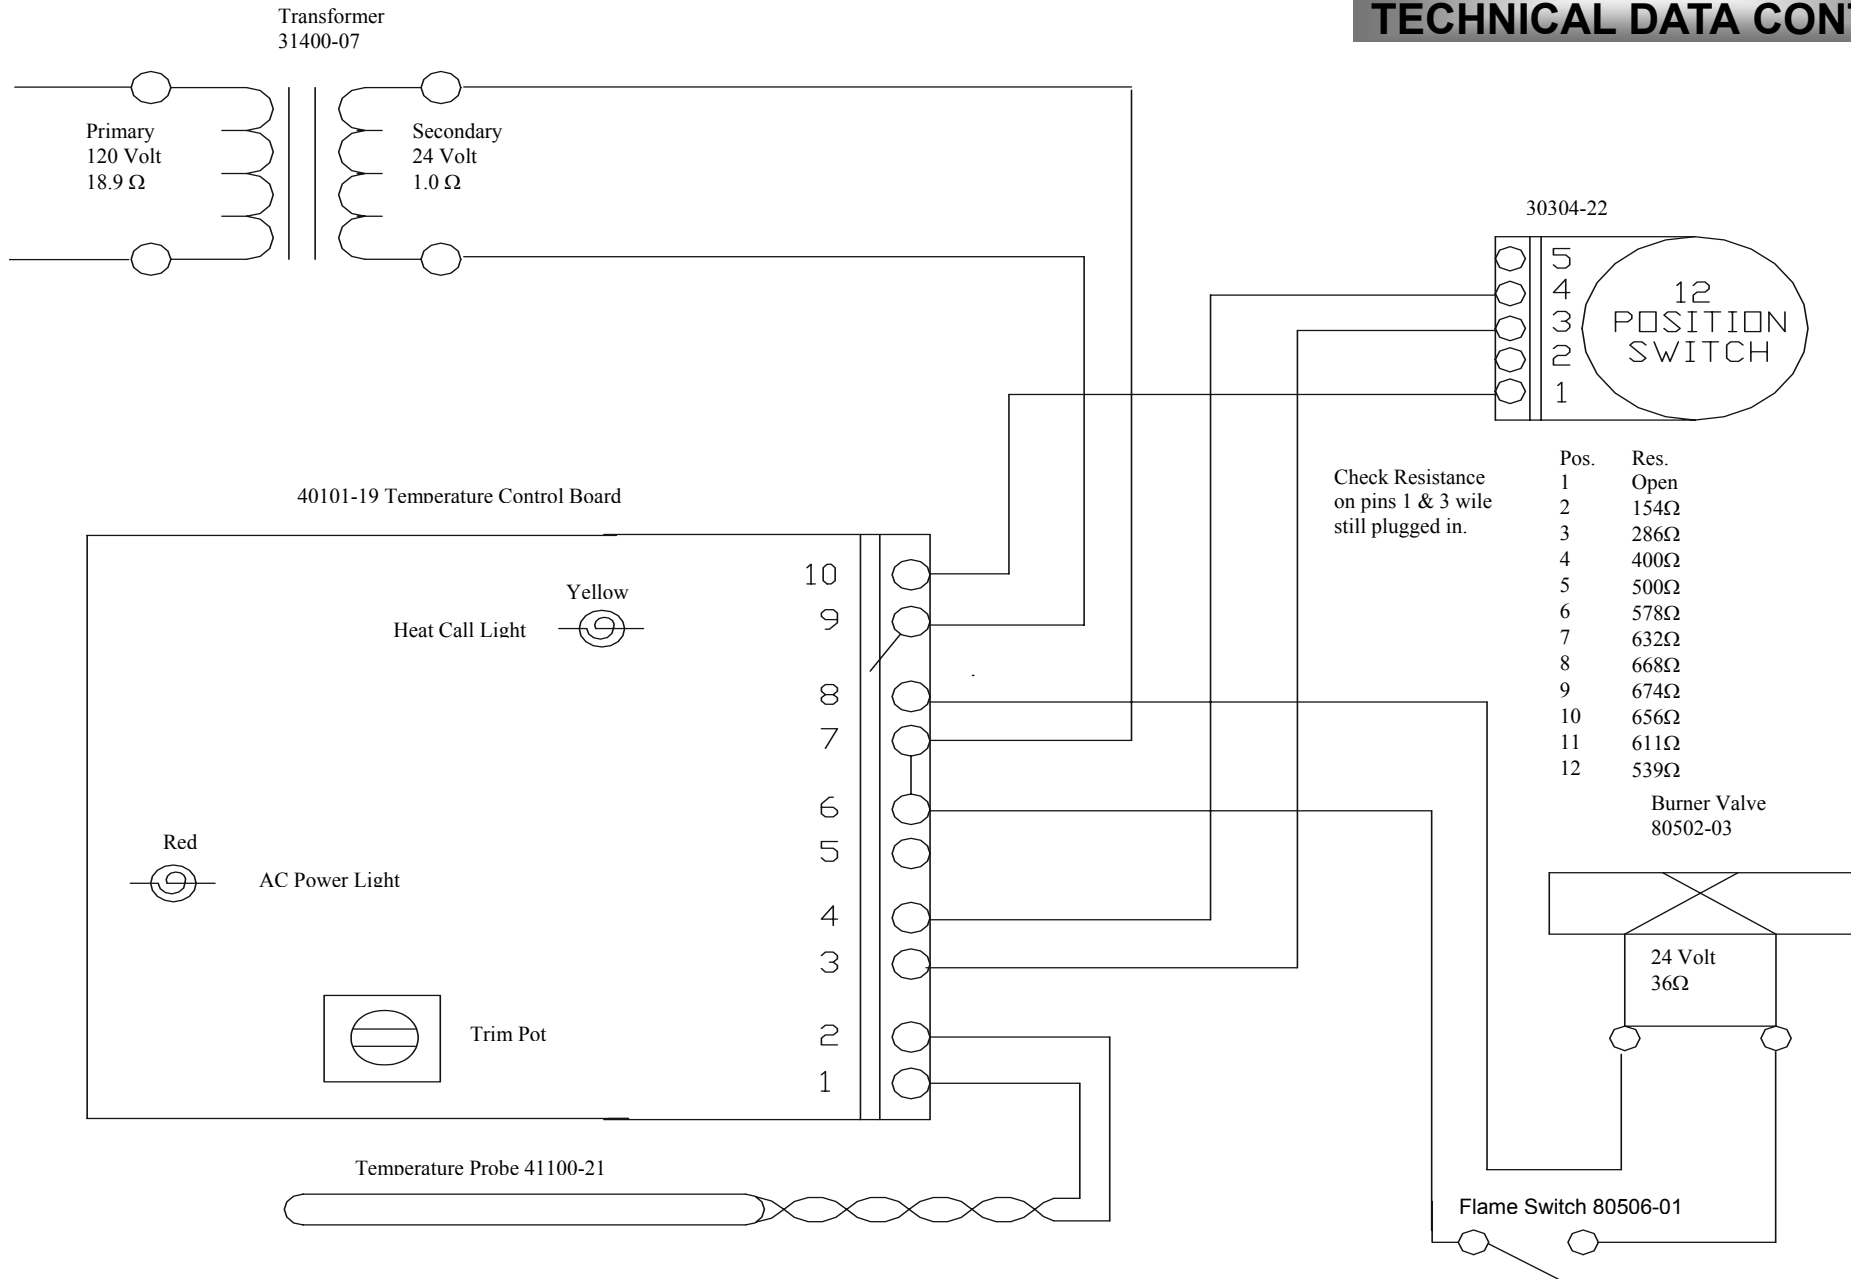 TECHNICAL DATA CONT
Transformer
31400-07
Primary
120 Volt
18.9 Ω
Secondary
24 Volt
1.0 Ω
30304-22
5
4
3
2
1
12
POSITION
SWITCH
Check Resistance
on pins 1 & 3 wile
still plugged in.
Pos. Res.
1 Open
2 154Ω
3 286Ω
4 400Ω
5 500Ω
6 578Ω
7 632Ω
8 668Ω
9 674Ω
10 656Ω
11 611Ω
12 539Ω
40101-19 Temperature Control Board
Yellow
Heat Call Light
Red
AC Power Light
Trim Pot
10
9
8
7
6
5
4
3
2
1
Burner Valve
80502-03
24 Volt
36Ω
Temperature Probe 41100-21
Flame Switch 80506-01